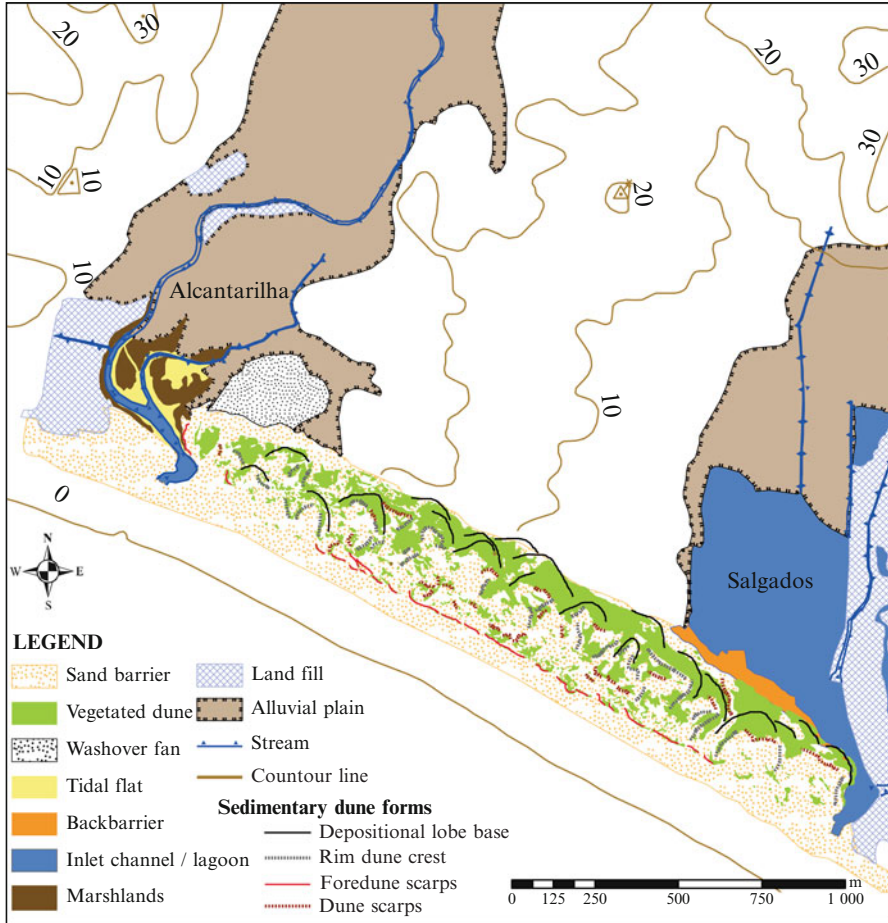 20
30
20
30
30
10
10
20
10
Alcantarilha
10
0
N
W E
S
Salgados
LEGEND
Sand barrier
Vegetated dune
Washover fan
Tidal flat
Backbarrier
Inlet channel / lagoon
Marshlands
Land fill
Alluvial plain
Stream
Countour line
Sedimentary dune forms
Depositional lobe base
Rim dune crest
Foredune scarps
Dune scarps
m
0 125 250 500 750 1 000